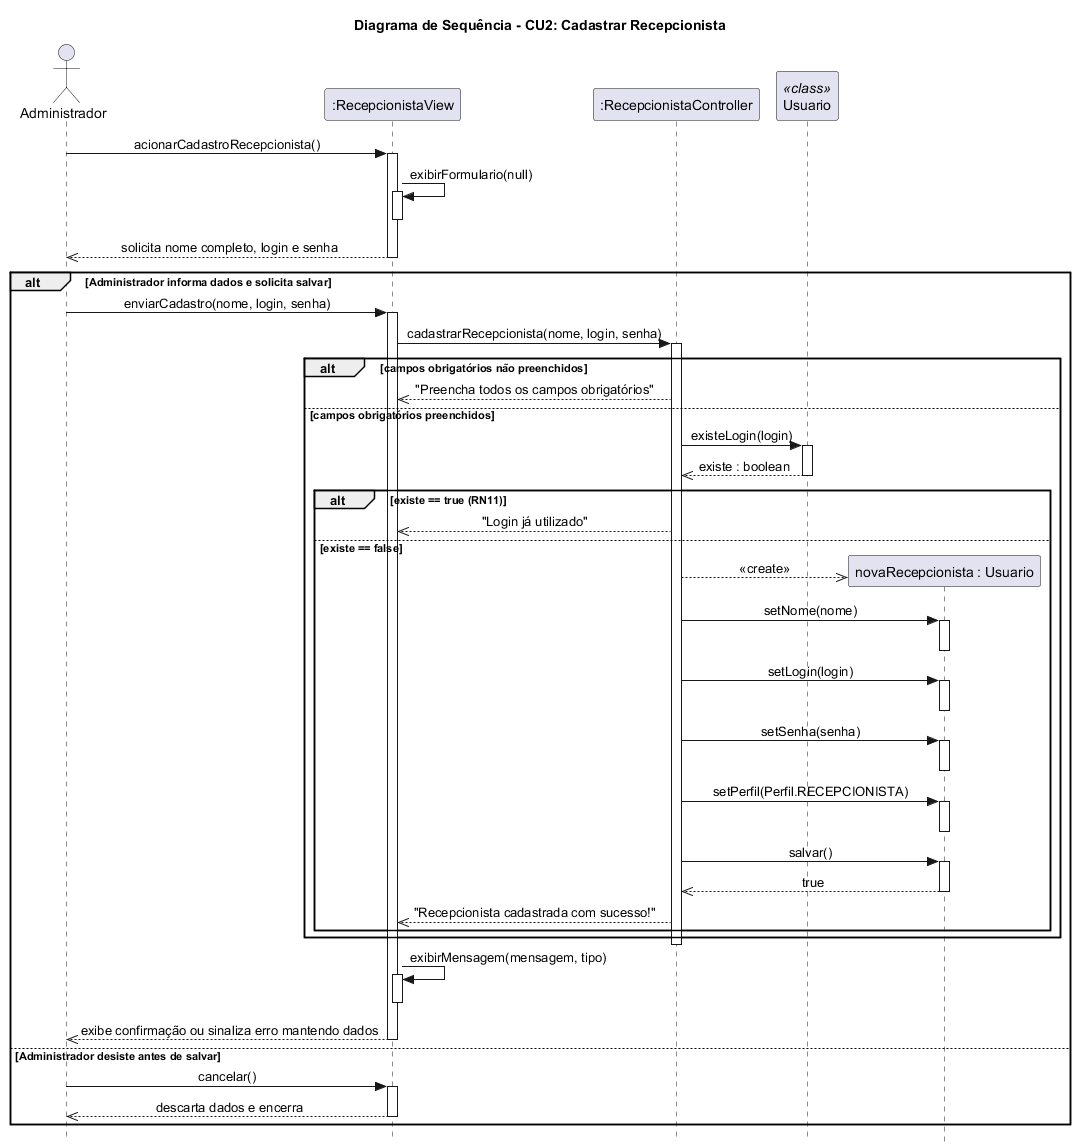 Diagrama de Sequência - CU2: Cadastrar Recepcionista
Administrador
:RecepcionistaView
:RecepcionistaController
«class»
Usuario
acionarCadastroRecepcionista()
exibirFormulario(null)
solicita nome completo, login e senha
alt
[Administrador informa dados e solicita salvar]
enviarCadastro(nome, login, senha)
cadastrarRecepcionista(nome, login, senha)
alt
[campos obrigatórios não preenchidos]
"Preencha todos os campos obrigatórios"
[campos obrigatórios preenchidos]
existeLogin(login)
existe : boolean
alt
[existe == true (RN11)]
"Login já utilizado"
[existe == false]
«create»
novaRecepcionista : Usuario
setNome(nome)
setLogin(login)
setSenha(senha)
setPerfil(Perfil.RECEPCIONISTA)
salvar()
true
"Recepcionista cadastrada com sucesso!"
exibirMensagem(mensagem, tipo)
exibe confirmação ou sinaliza erro mantendo dados
[Administrador desiste antes de salvar]
cancelar()
descarta dados e encerra